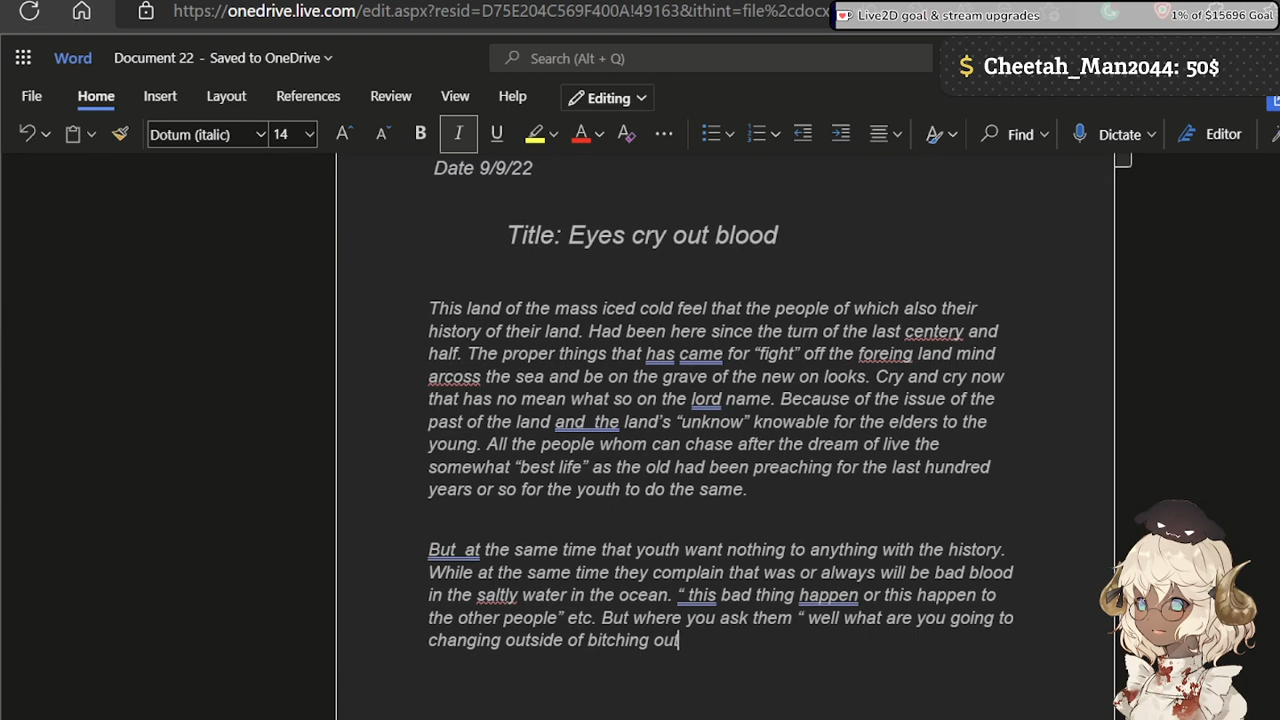 https://onedrive.live.com/edit.aspx?resid=D75E204C569F400A!49163&ithint=file%2cdocx
Live2D goal & stream upgrades
1% of $15696 Goal
Word
Document 22 - Saved to OneDrive
Search (Alt + Q)
$ Cheetah_Man2044: 50$
File
Home
Insert
Layout
References
Review
View
Help
Editing
Dotum (italic)
14
A
A
B
I
U
A
Find
Dictate
Editor
Date 9/9/22
Title: Eyes cry out blood
This land of the mass iced cold feel that the people of which also their
history of their land. Had been here since the turn of the last centery and
half. The proper things that has came for “fight” off the foreing land mind
arcoss the sea and be on the grave of the new on looks. Cry and cry now
that has no mean what so on the lord name. Because of the issue of the
past of the land and  the land’s “unknow” knowable for the elders to the
young. All the people whom can chase after the dream of live the
somewhat “best life” as the old had been preaching for the last hundred
years or so for the youth to do the same.
But  at the same time that youth want nothing to anything with the history.
While at the same time they complain that was or always will be bad blood
in the saltly water in the ocean. “ this bad thing happen or this happen to
the other people” etc. But where you ask them “ well what are you going to
changing outside of bitching out